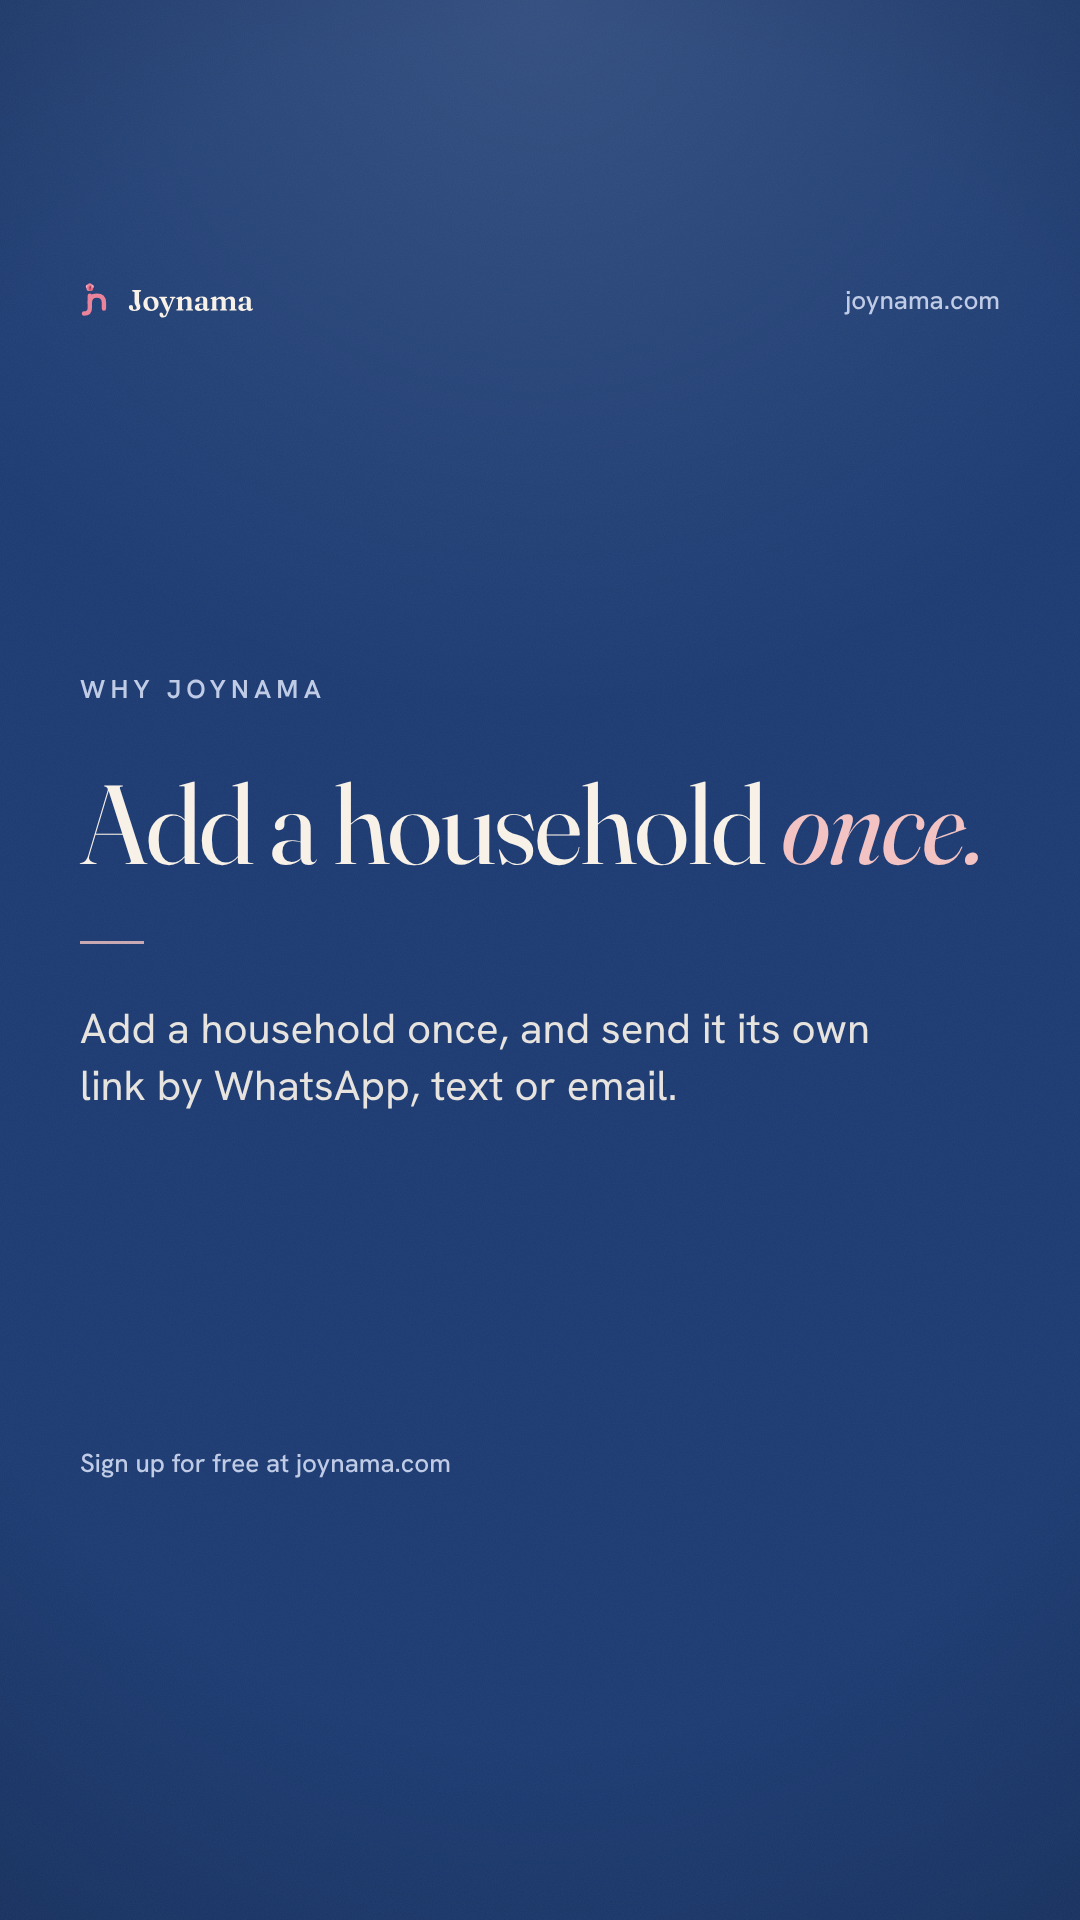 Joynama
joynama.com
WHY JOYNAMA
Add a household once.
Add a household once, and send it its own
link by WhatsApp, text or email.
Sign up for free at joynama.com